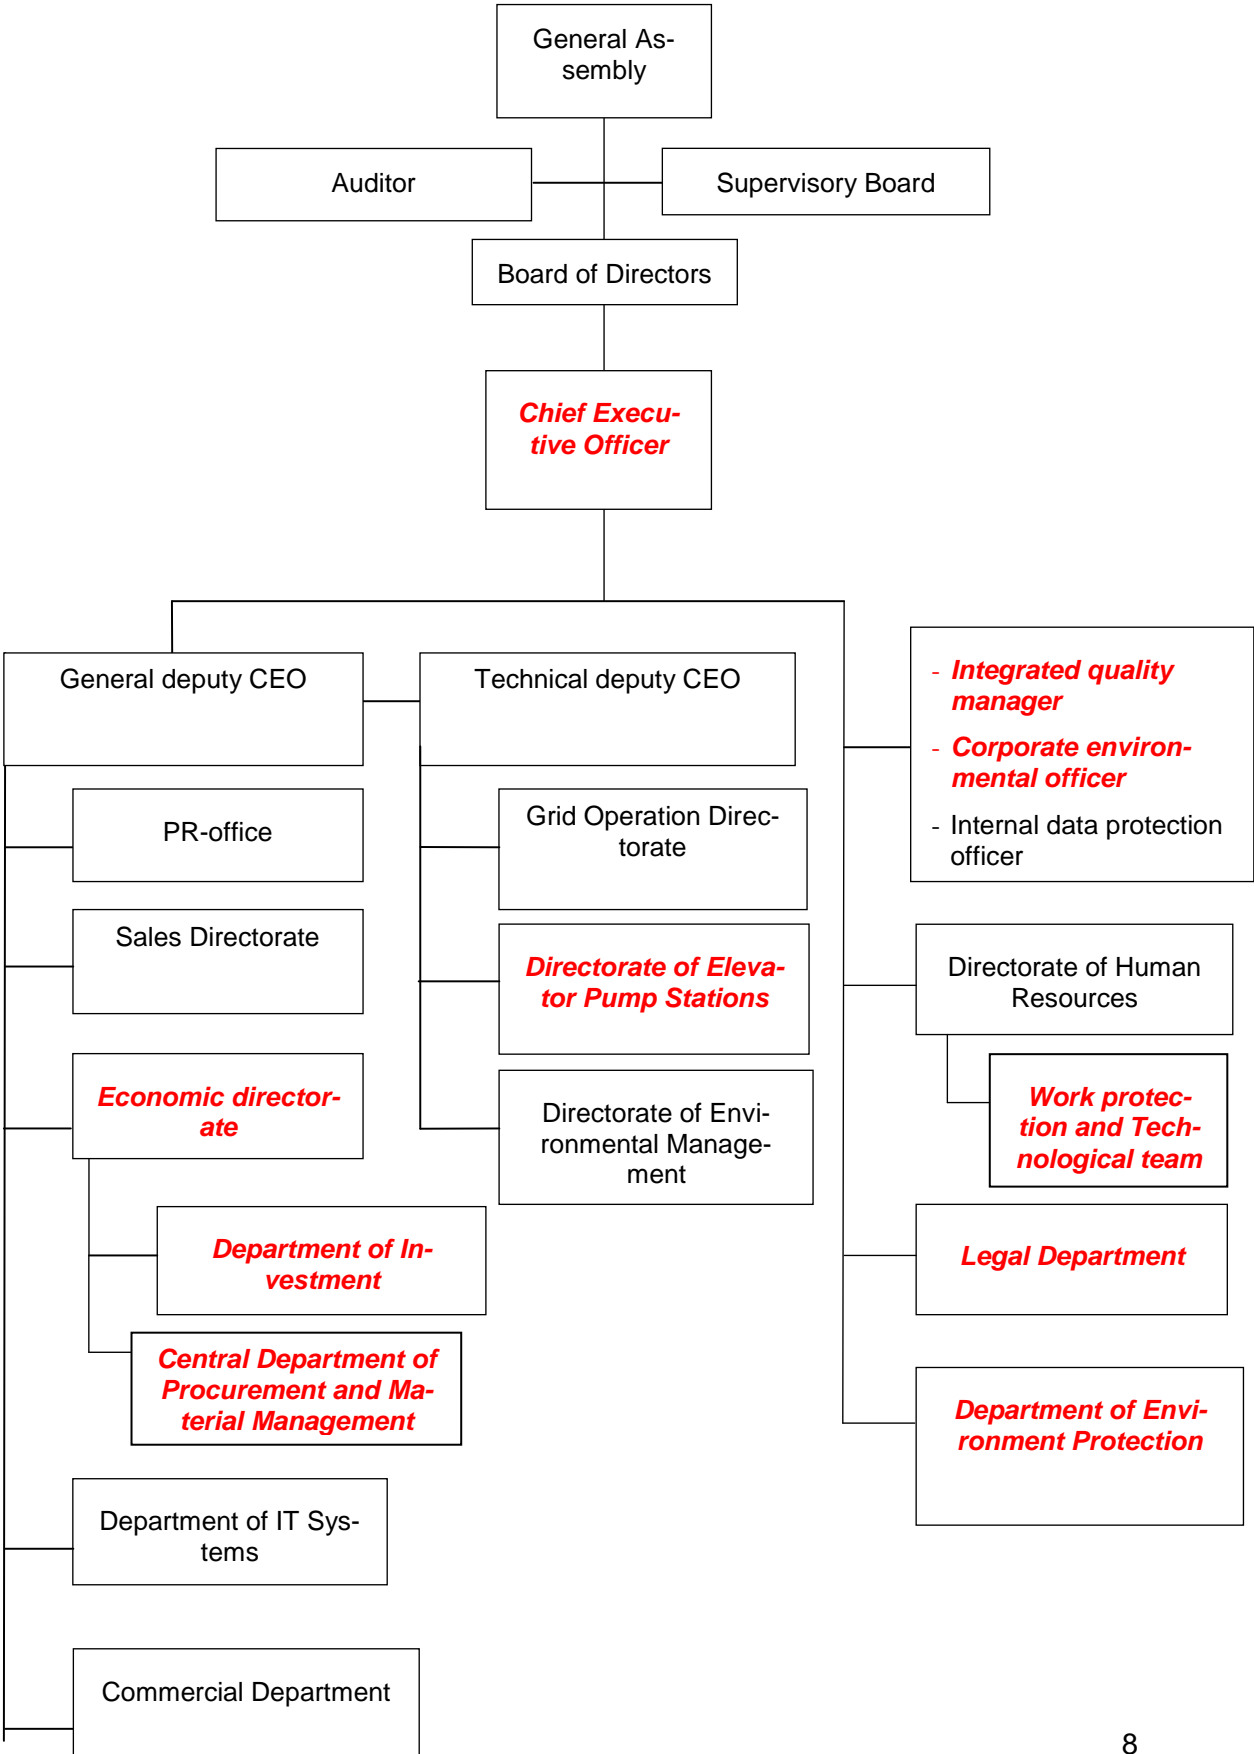 General As-
sembly
Auditor
Supervisory Board
Board of Directors
Chief Execu-
tive Officer
General deputy CEO
Technical deputy CEO
- Integrated quality
manager
- Corporate environ-
mental officer
- Internal data protection
officer
PR-office
Grid Operation Direc-
torate
Sales Directorate
Directorate of Eleva-
tor Pump Stations
Directorate of Human
Resources
Economic director-
ate
Directorate of Envi-
ronmental Manage-
ment
Work protec-
tion and Tech-
nological team
Department of In-
vestment
Legal Department
Central Department of
Procurement and Ma-
terial Management
Department of Envi-
ronment Protection
Department of IT Sys-
tems
Commercial Department
8